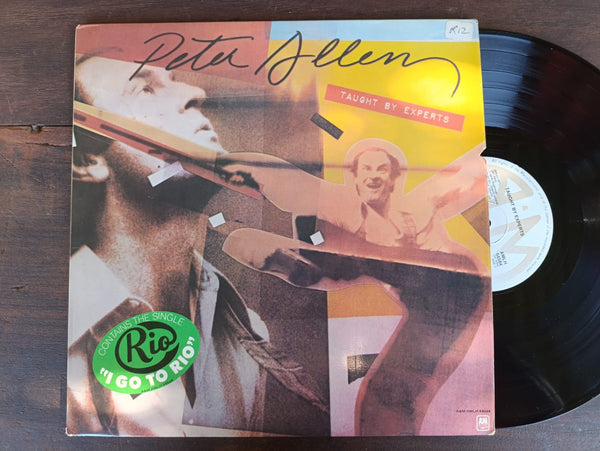 R12
Peter Allen
TAUGHT BY EXPERTS
CONTAINS THE SINGLE
Rio
"I GO TO RIO"
TAUGHT BY EXPERTS